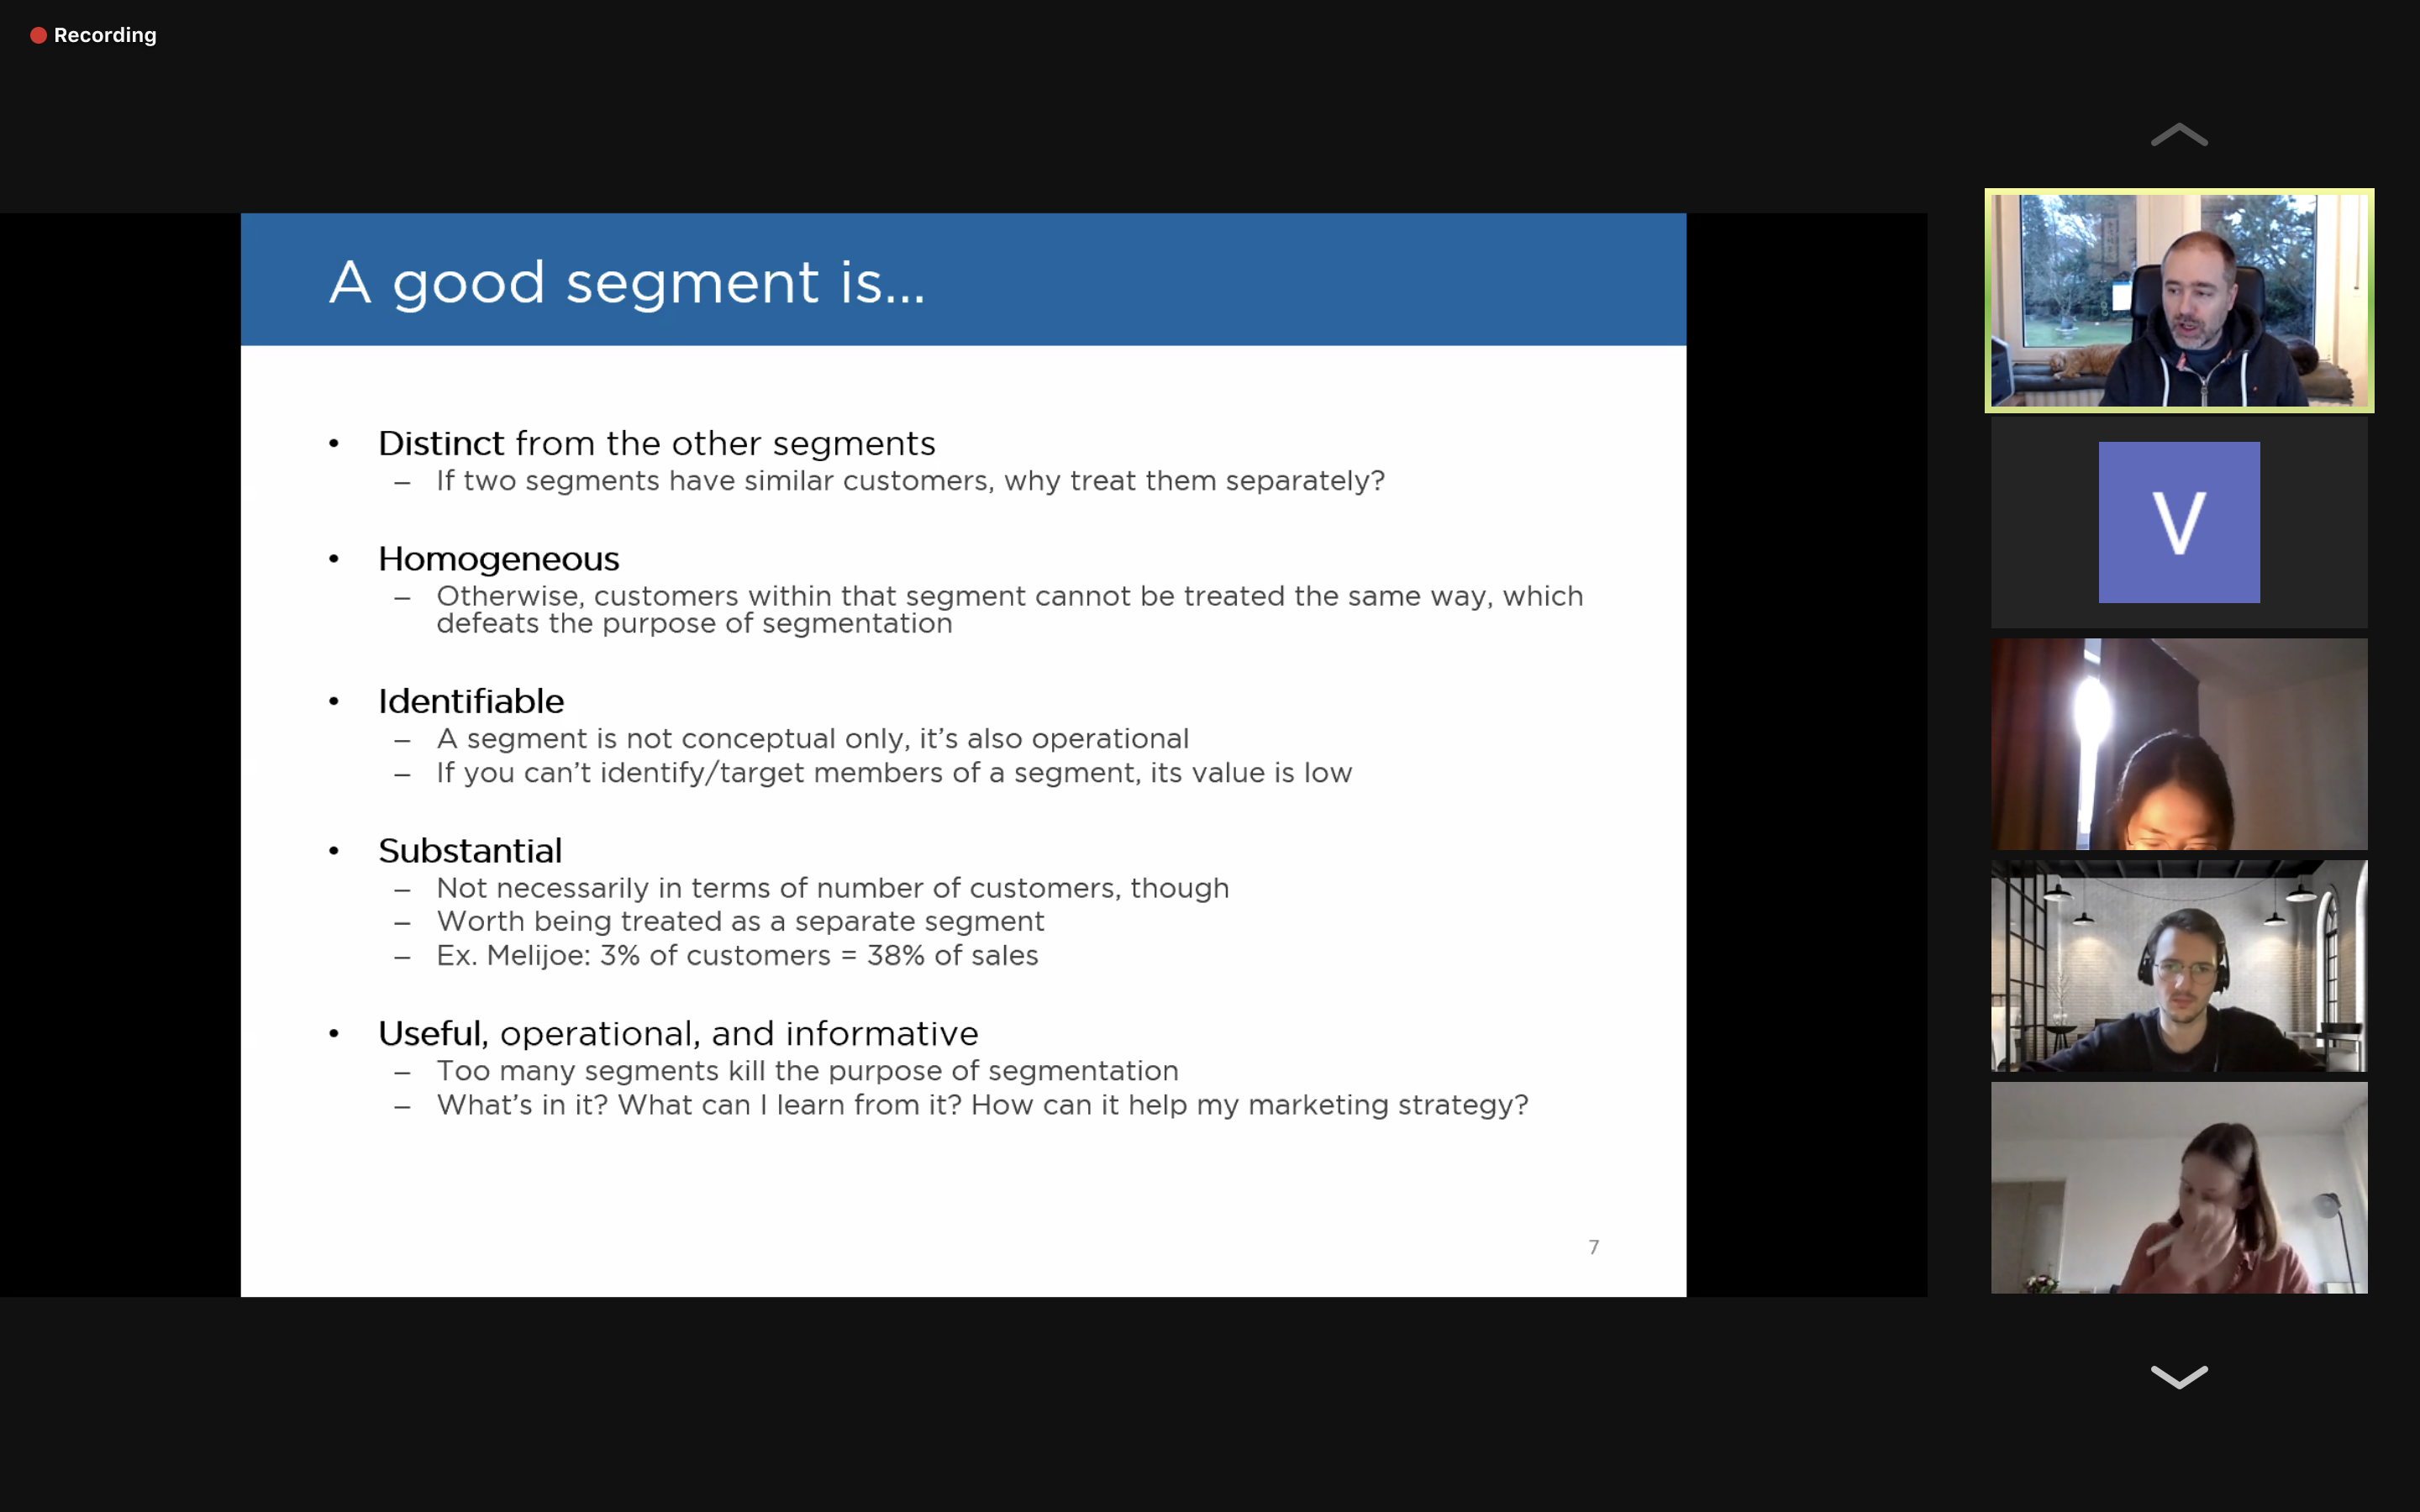 Recording
A good segment is...
• Distinct from the other segments
– If two segments have similar customers, why treat them separately?
• Homogeneous
– Otherwise, customers within that segment cannot be treated the same way, which
defeats the purpose of segmentation
• Identifiable
– A segment is not conceptual only, it’s also operational
– If you can’t identify/target members of a segment, its value is low
• Substantial
– Not necessarily in terms of number of customers, though
– Worth being treated as a separate segment
– Ex. Melijoe: 3% of customers = 38% of sales
• Useful, operational, and informative
– Too many segments kill the purpose of segmentation
– What’s in it? What can I learn from it? How can it help my marketing strategy?
7
V